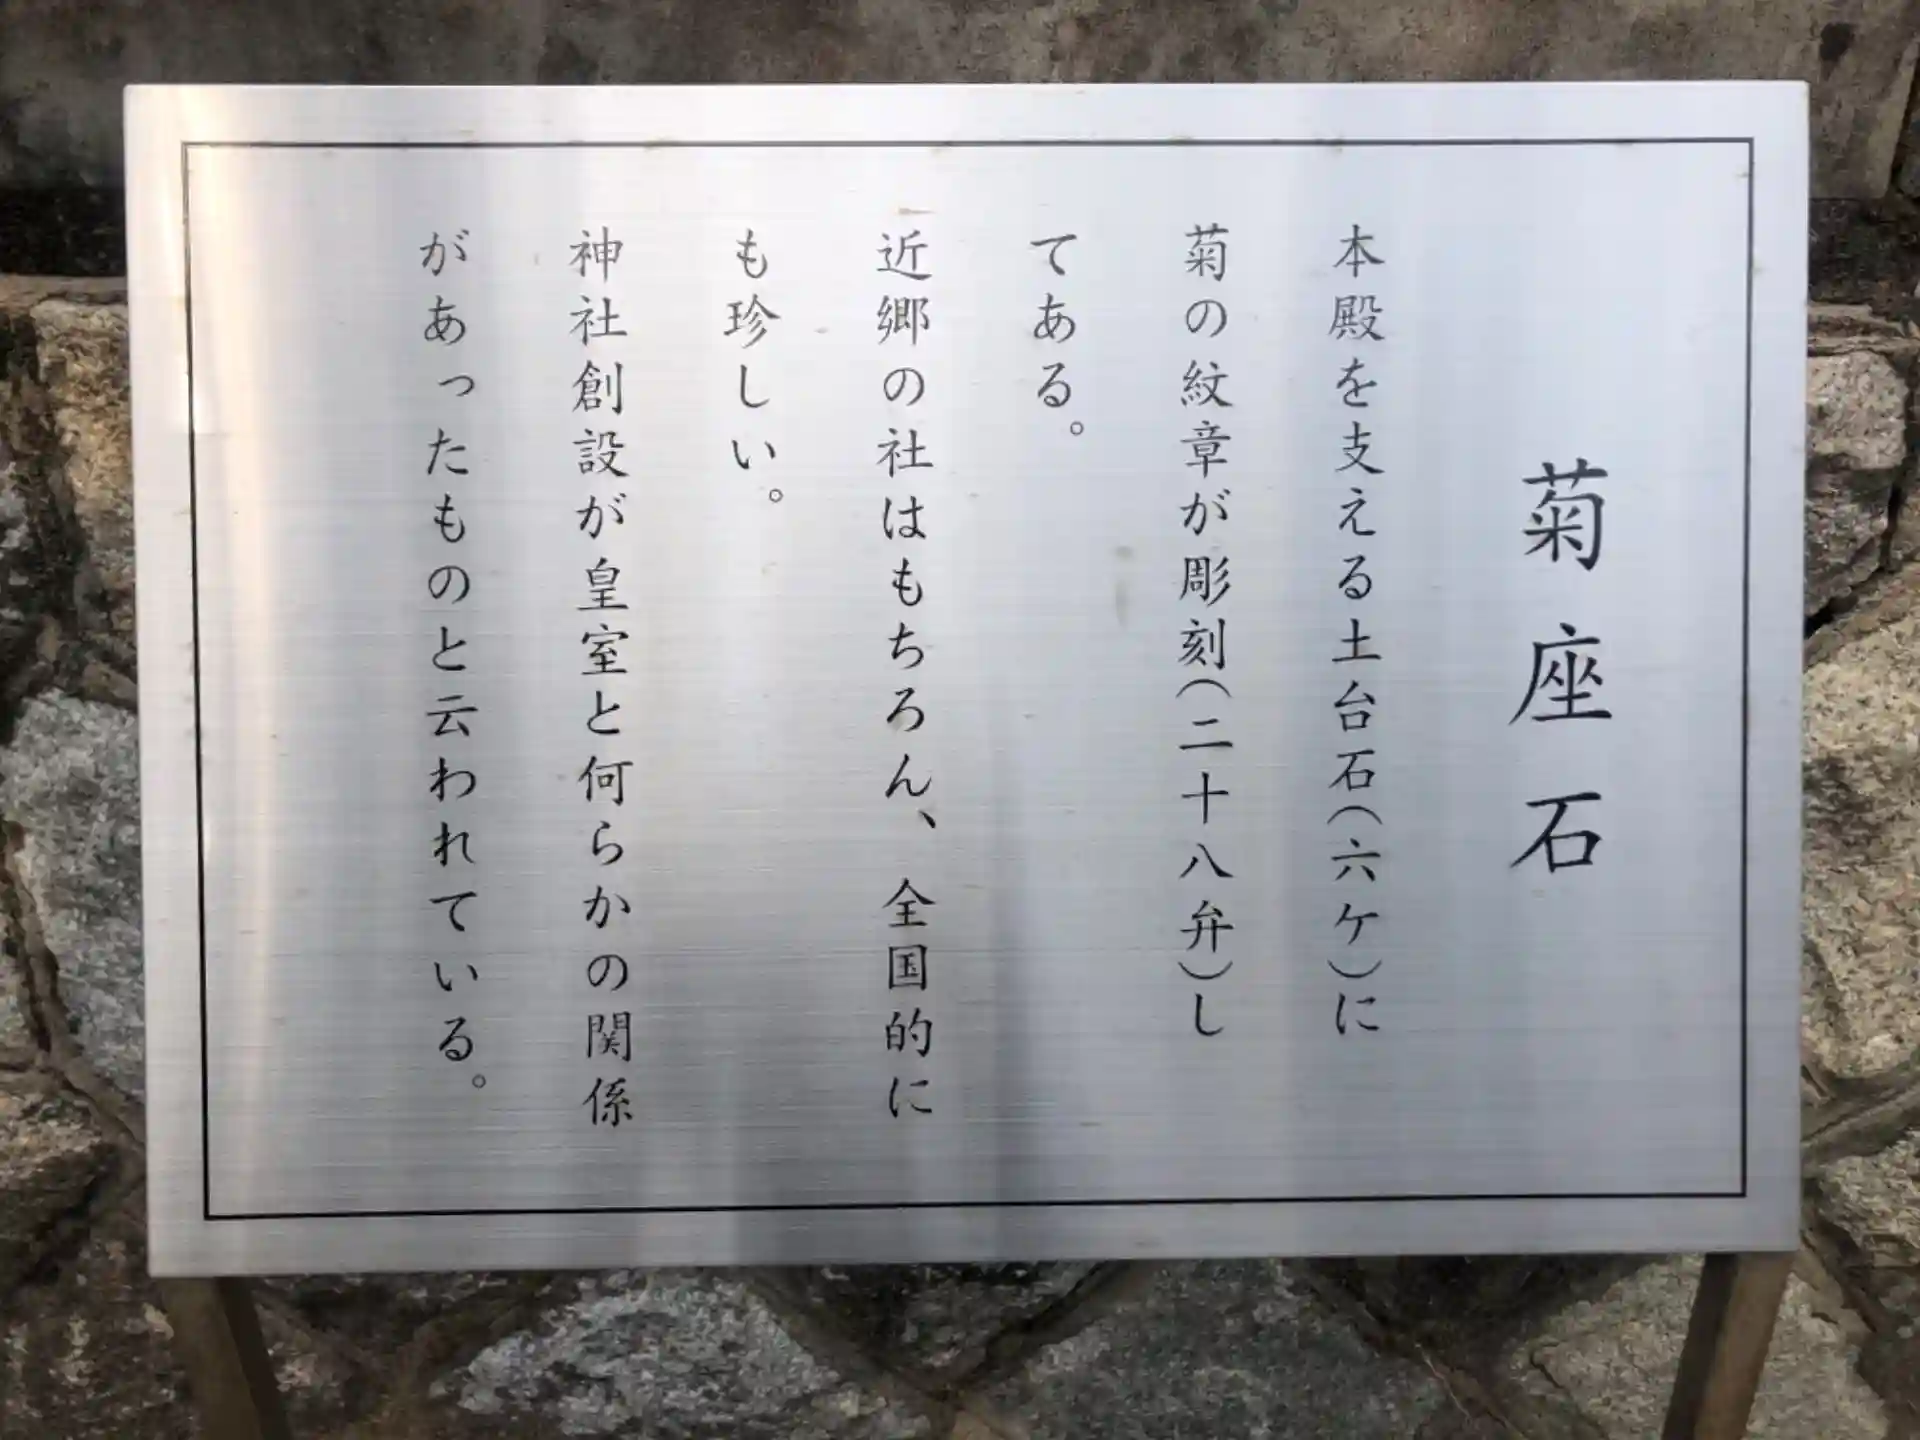 菊座石
本殿を支える土台石(六ケ)に
菊の紋章が彫刻(二十八弁)し
てある。
近郷の社はもちろん、全国的に
も珍しい。
神社創設が皇室と何らかの関係
があったものと云われている。